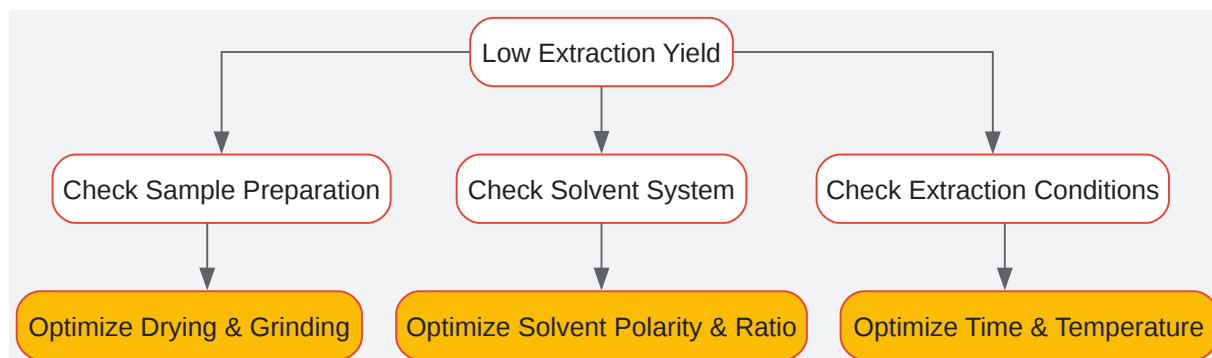 Low Extraction Yield
Check Sample Preparation
Check Solvent System
Check Extraction Conditions
Optimize Drying & Grinding
Optimize Solvent Polarity & Ratio
Optimize Time & Temperature